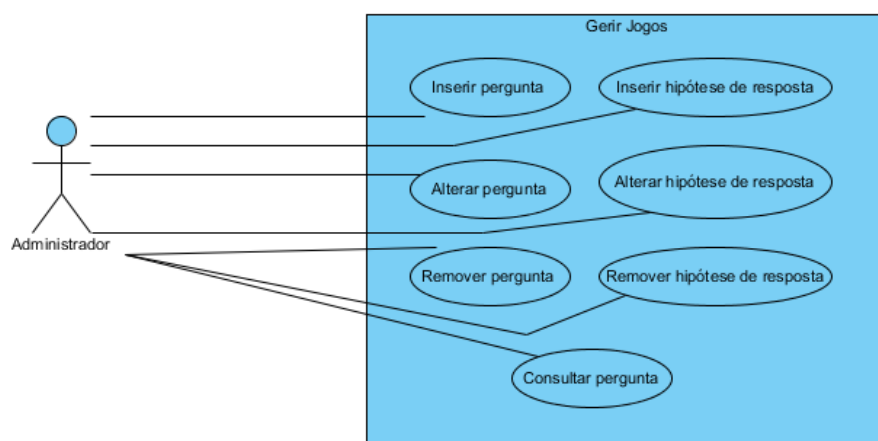 Gerir Jogos
Inserir pergunta
Inserir hipótese de resposta
Alterar pergunta
Alterar hipótese de resposta
Administrador
Remover pergunta
Remover hipótese de resposta
Consultar pergunta